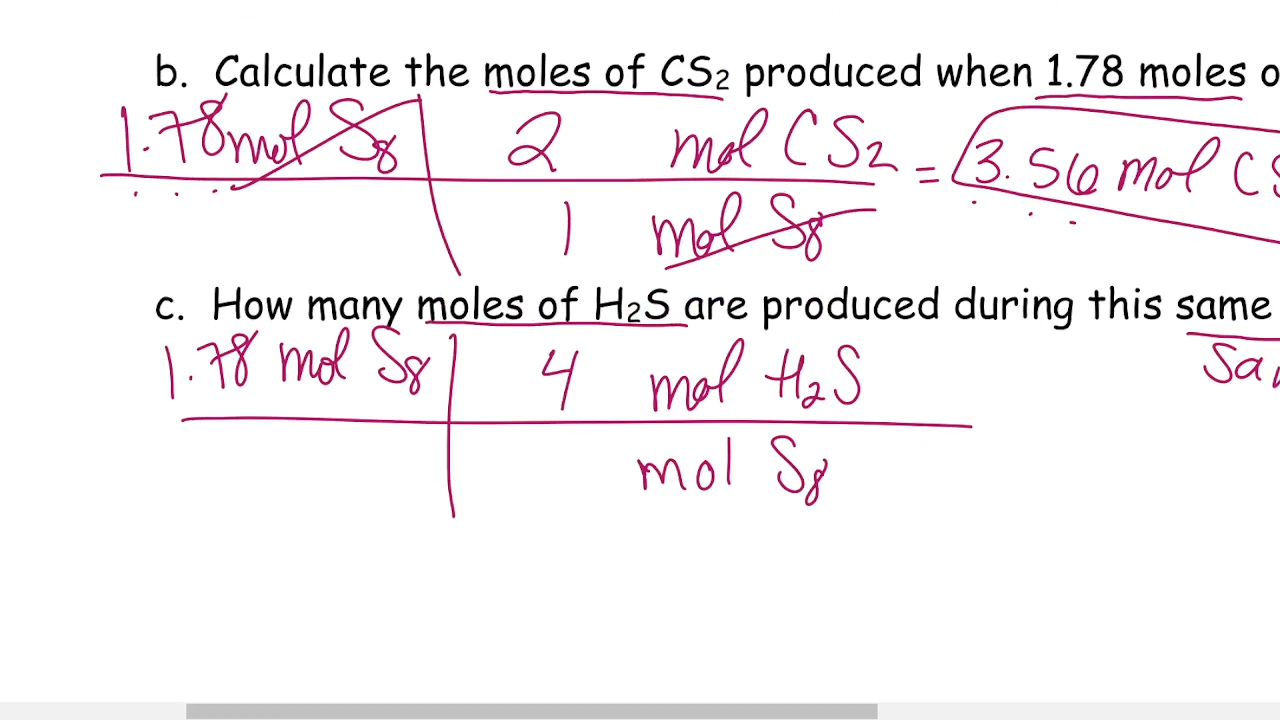 b. Calculate the moles of CS₂ produced when 1.78 moles o
1.78 mol S₈ 2 mol CS₂ = 3.56 mol CS
1 mol S₈
c. How many moles of H₂S are produced during this same
1.78 mol S₈ 4 mol H₂S
mol S₈